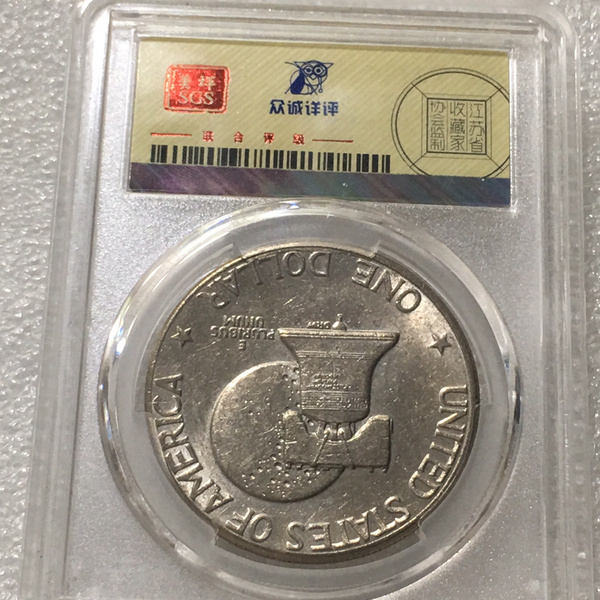 SGS
众诚详评
江苏省
收藏家
协会监制
联合评级
UNITED STATES OF AMERICA
ONE DOLLAR
E
PLURIBUS
UNUM